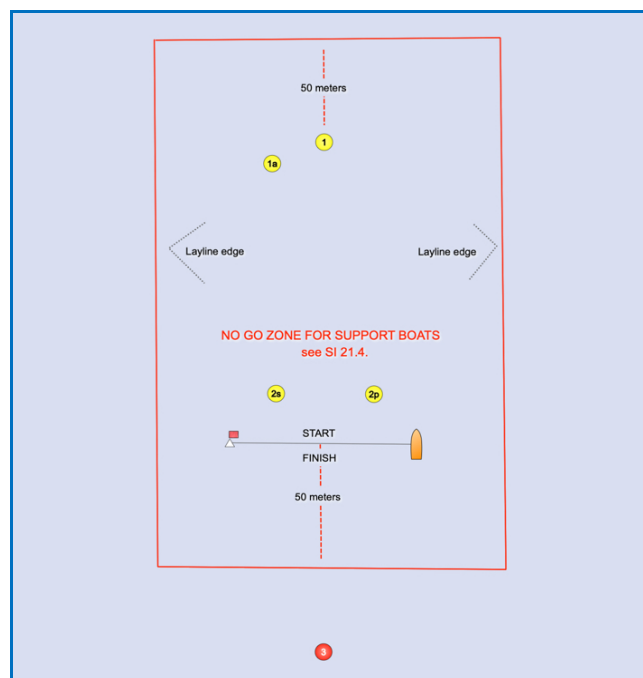 50 meters
1
1a
Layline edge
Layline edge
NO GO ZONE FOR SUPPORT BOATS
see SI 21.4.
2s
2p
START
FINISH
50 meters
3